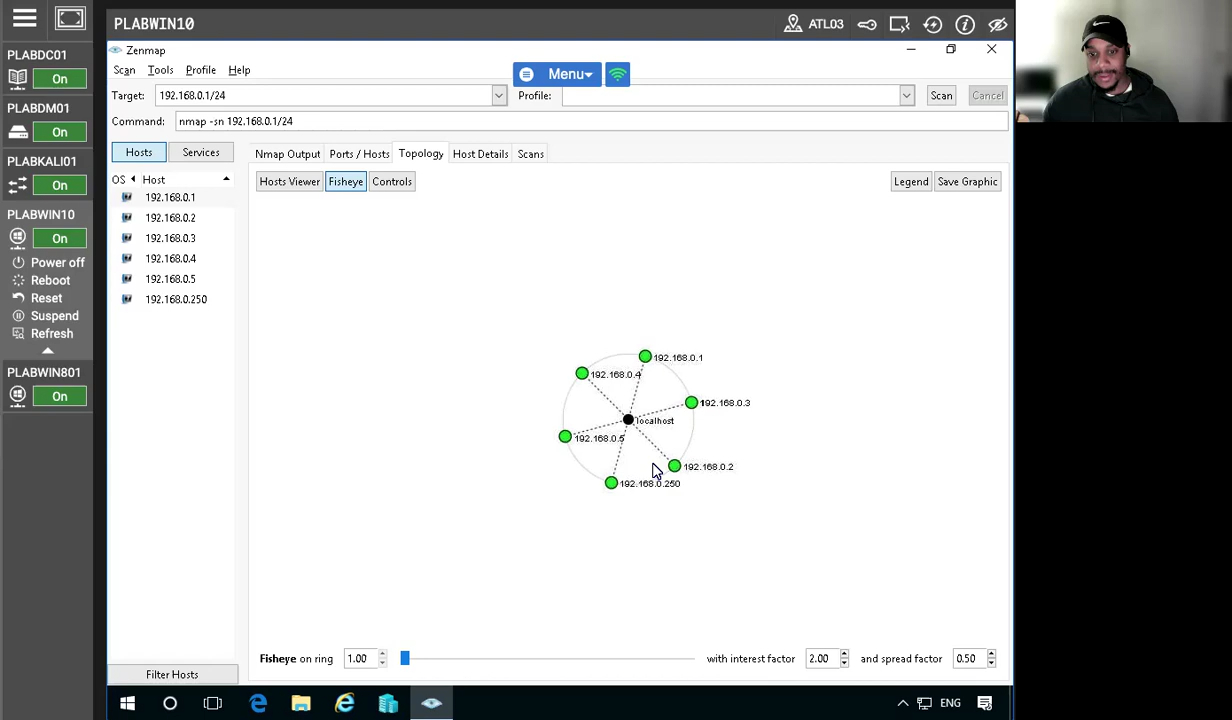 PLABWIN10
ATL03
PLABDC01
On
PLABDM01
On
PLABKALI01
On
PLABWIN10
On
Power off
Reboot
Reset
Suspend
Refresh
PLABWIN801
On
Zenmap
Scan Tools Profile Help
Menu
Target: 192.168.0.1/24 Profile: Scan Cancel
Command: nmap -sn 192.168.0.1/24
Hosts Services
Nmap Output Ports / Hosts Topology Host Details Scans
OS Host
192.168.0.1
192.168.0.2
192.168.0.3
192.168.0.4
192.168.0.5
192.168.0.250
Filter Hosts
Hosts Viewer Fisheye Controls Legend Save Graphic
192.168.0.1
192.168.0.4
192.168.0.3
localhost
192.168.0.5
192.168.0.2
192.168.0.250
Fisheye on ring 1.00 with interest factor 2.00 and spread factor 0.50
ENG